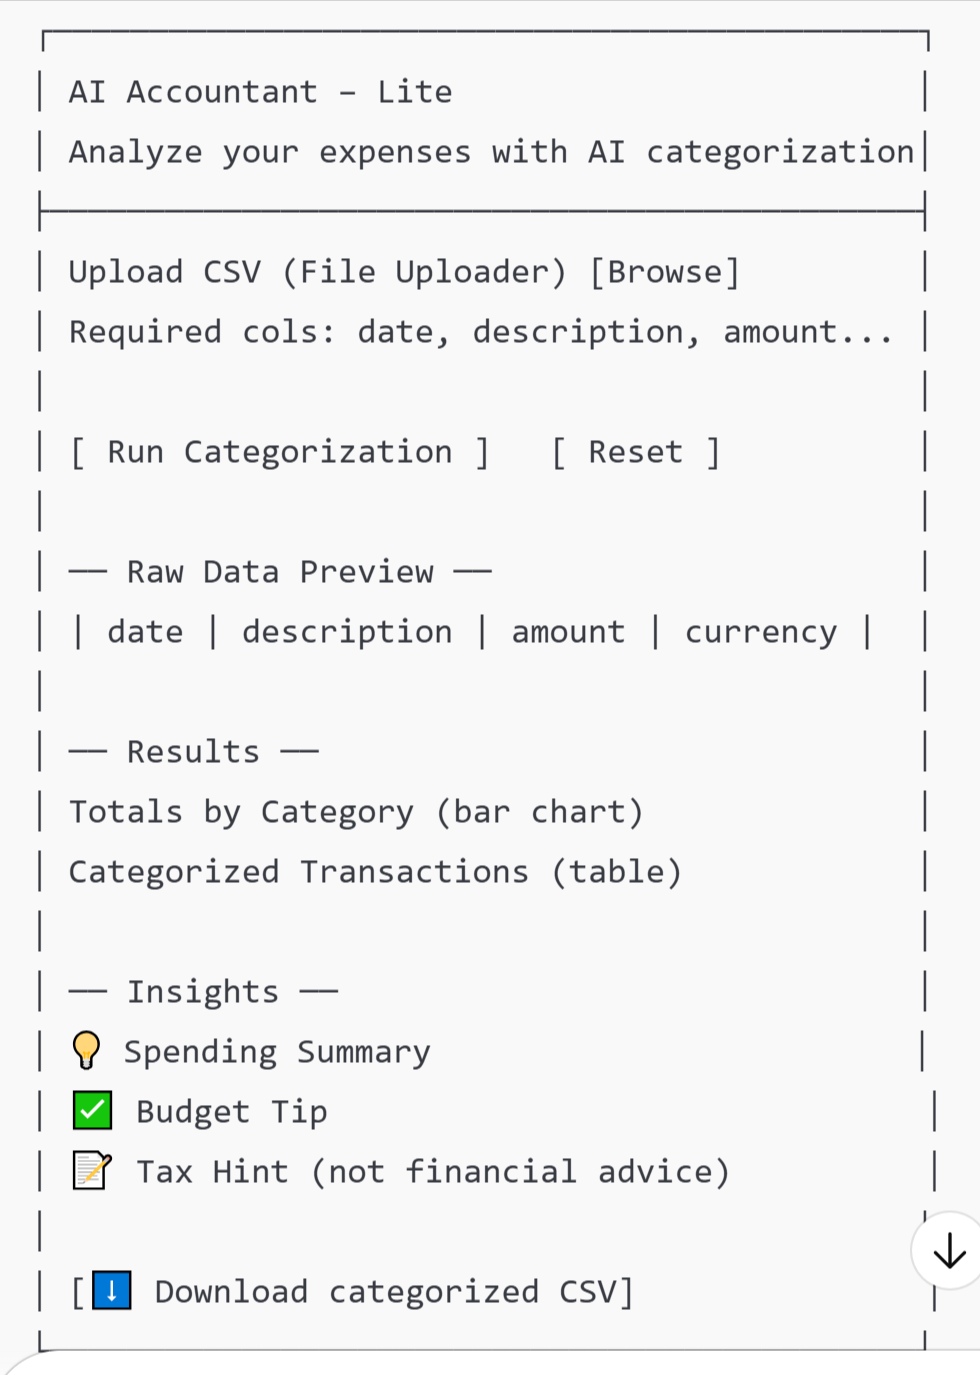 AI Accountant – Lite
Analyze your expenses with AI categorization
Upload CSV (File Uploader) [Browse]
Required cols: date, description, amount...
[ Run Categorization ]   [ Reset ]
── Raw Data Preview ──
| date | description | amount | currency |
── Results ──
Totals by Category (bar chart)
Categorized Transactions (table)
── Insights ──
💡 Spending Summary
✅ Budget Tip
📝 Tax Hint (not financial advice)
[⬇️ Download categorized CSV]